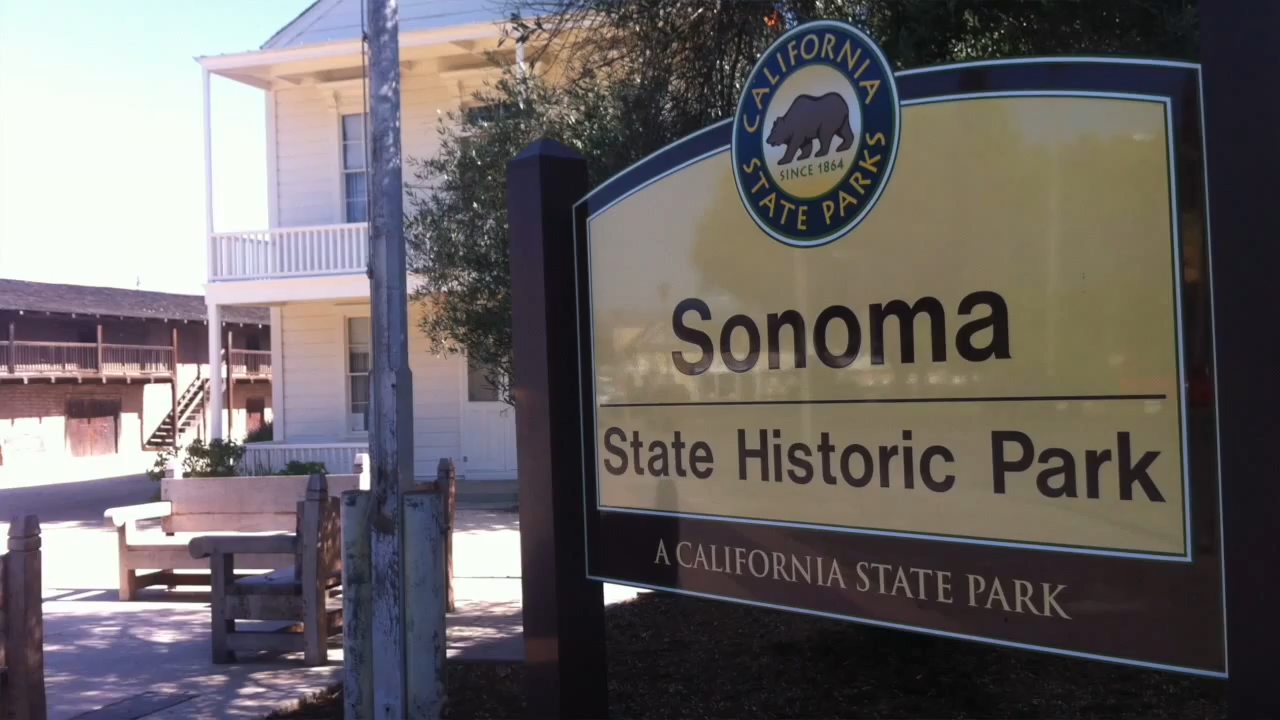 CALIFORNIA
SINCE 1864
STATE PARKS
Sonoma
State Historic Park
A CALIFORNIA STATE PARK